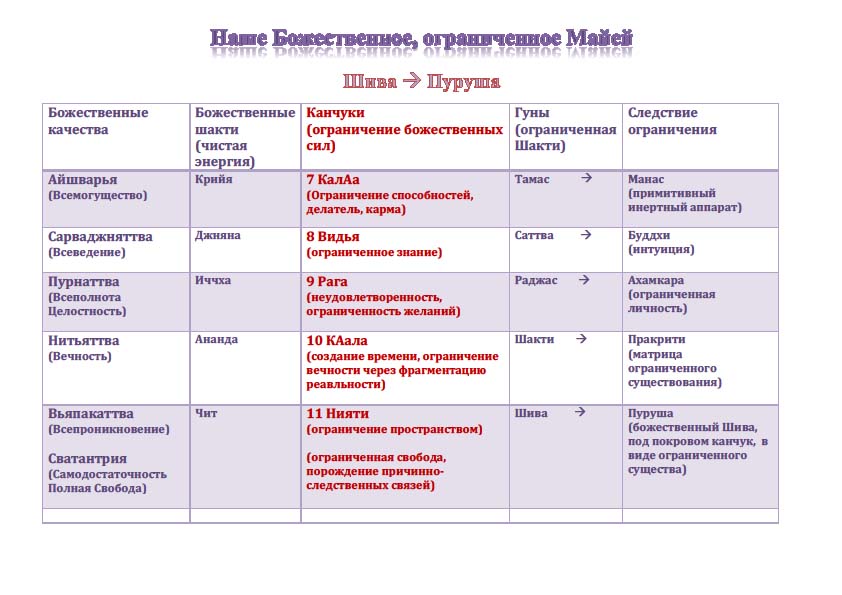 Наше Божественное, ограниченное Майей
Шива → Пуруша
Божественные
качества
Божественные
шакти
(чистая
энергия)
Канчуки
(ограничение божественных
сил)
Гуны
(ограниченная
Шакти)
Следствие
ограничения
Айшварья
(Всемогущество)
Крийя
7 КалАа
(Ограничение способностей,
делатель, карма)
Тамас →
Манас
(примитивный
инертный аппарат)
Сарваджняттва
(Всеведение)
Джняна
8 Видья
(ограниченное знание)
Саттва →
Буддхи
(интуиция)
Пурнаттва
(Всеполнота
Целостность)
Иччха
9 Рага
(неудовлетворенность,
ограниченность желаний)
Раджас →
Ахамкара
(ограниченная
личность)
Нитьяттва
(Вечность)
Ананда
10 КАала
(создание времени, ограничение
вечности через фрагментацию
реавльности)
Шакти →
Пракрити
(матрица
ограниченного
существования)
Вьяпакаттва
(Всепроникновение)
Сватантрия
(Самодостаточность
Полная Свобода)
Чит
11 Нияти
(ограничение пространством)
(ограниченная свобода,
порождение причинно-
следственных связей)
Шива →
Пуруша
(божественный Шива,
под покровом канчук, в
виде ограниченного
существа)